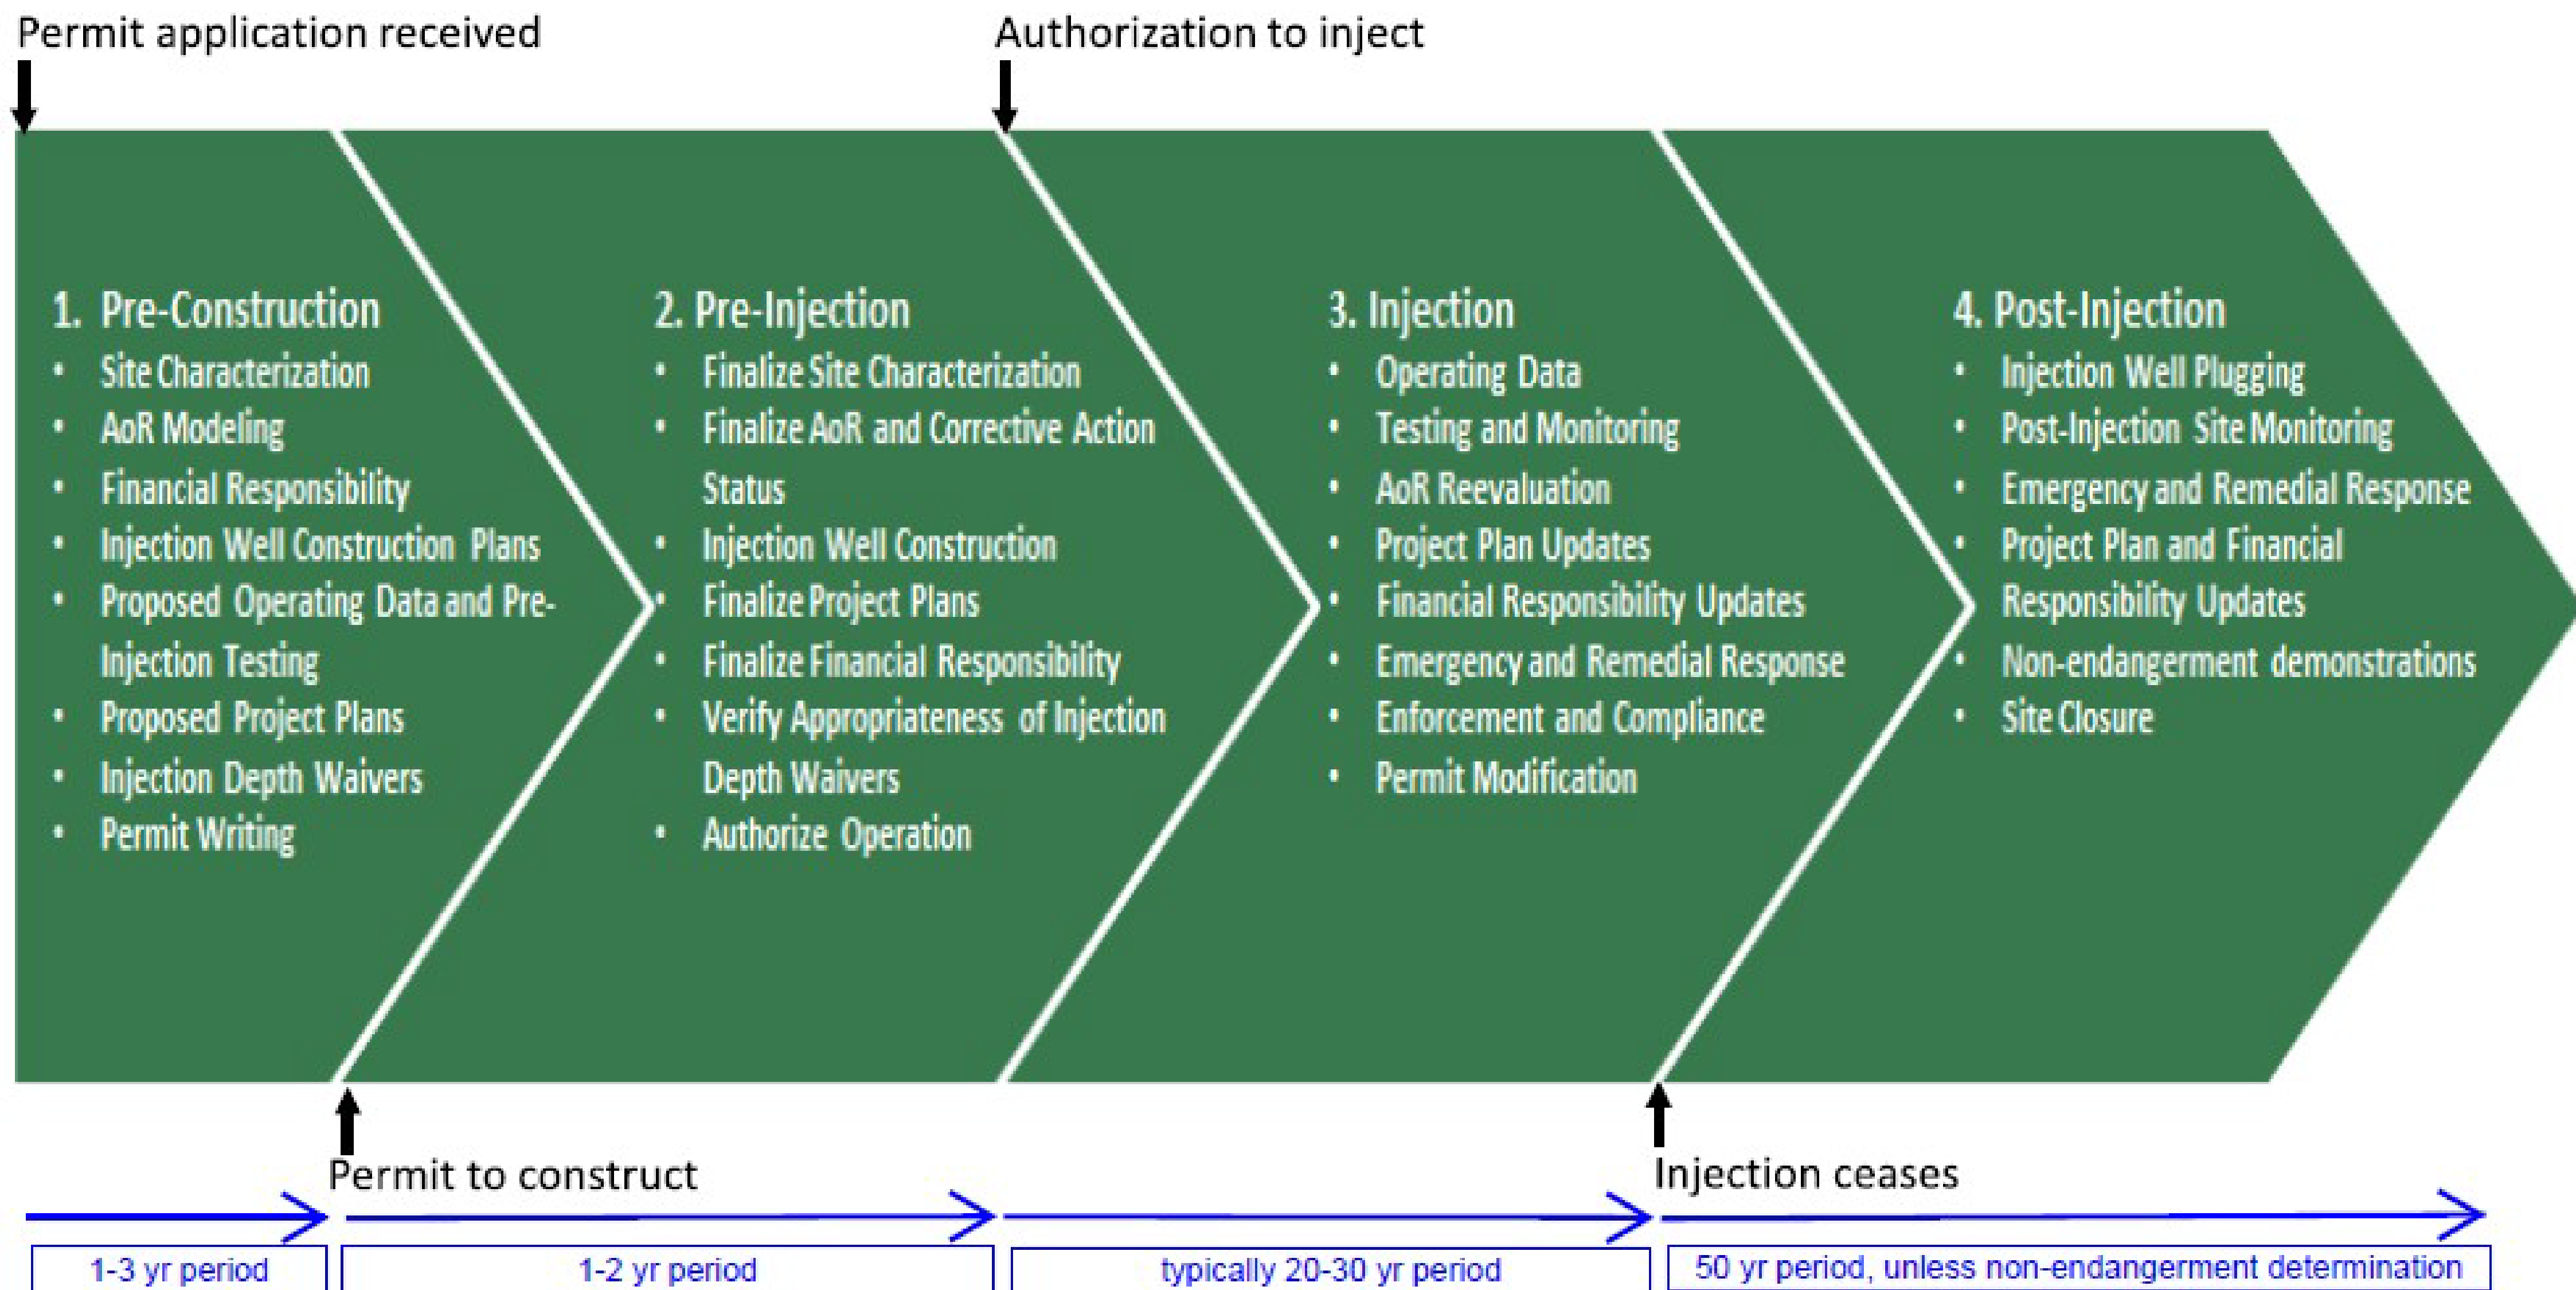 Permit application received
Authorization to inject
1. Pre-Construction
• Site Characterization
• AoR Modeling
• Financial Responsibility
• Injection Well Construction Plans
• Proposed Operating Data and Pre-
Injection Testing
• Proposed Project Plans
• Injection Depth Waivers
• Permit Writing
2. Pre-Injection
• Finalize Site Characterization
• Finalize AoR and Corrective Action
Status
• Injection Well Construction
• Finalize Project Plans
• Finalize Financial Responsibility
• Verify Appropriateness of Injection
Depth Waivers
• Authorize Operation
3. Injection
• Operating Data
• Testing and Monitoring
• AoR Reevaluation
• Project Plan Updates
• Financial Responsibility Updates
• Emergency and Remedial Response
• Enforcement and Compliance
• Permit Modification
4. Post-Injection
• Injection Well Plugging
• Post-Injection Site Monitoring
• Emergency and Remedial Response
• Project Plan and Financial
Responsibility Updates
• Non-endangerment demonstrations
• Site Closure
Permit to construct
Injection ceases
1-3 yr period
1-2 yr period
typically 20-30 yr period
50 yr period, unless non-endangerment determination